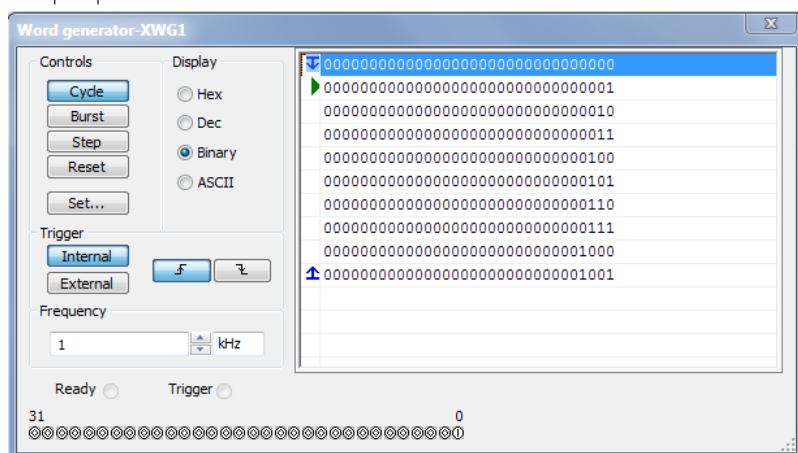 Word generator-XWG1
Controls
Cycle
Burst
Step
Reset
Set...
Display
Hex
Dec
Binary
ASCII
Trigger
Internal
External
Frequency
1
kHz
Ready
Trigger
00000000000000000000000000000000
00000000000000000000000000000001
00000000000000000000000000000010
00000000000000000000000000000011
00000000000000000000000000000100
00000000000000000000000000000101
00000000000000000000000000000110
00000000000000000000000000000111
00000000000000000000000000001000
00000000000000000000000000001001
31
0